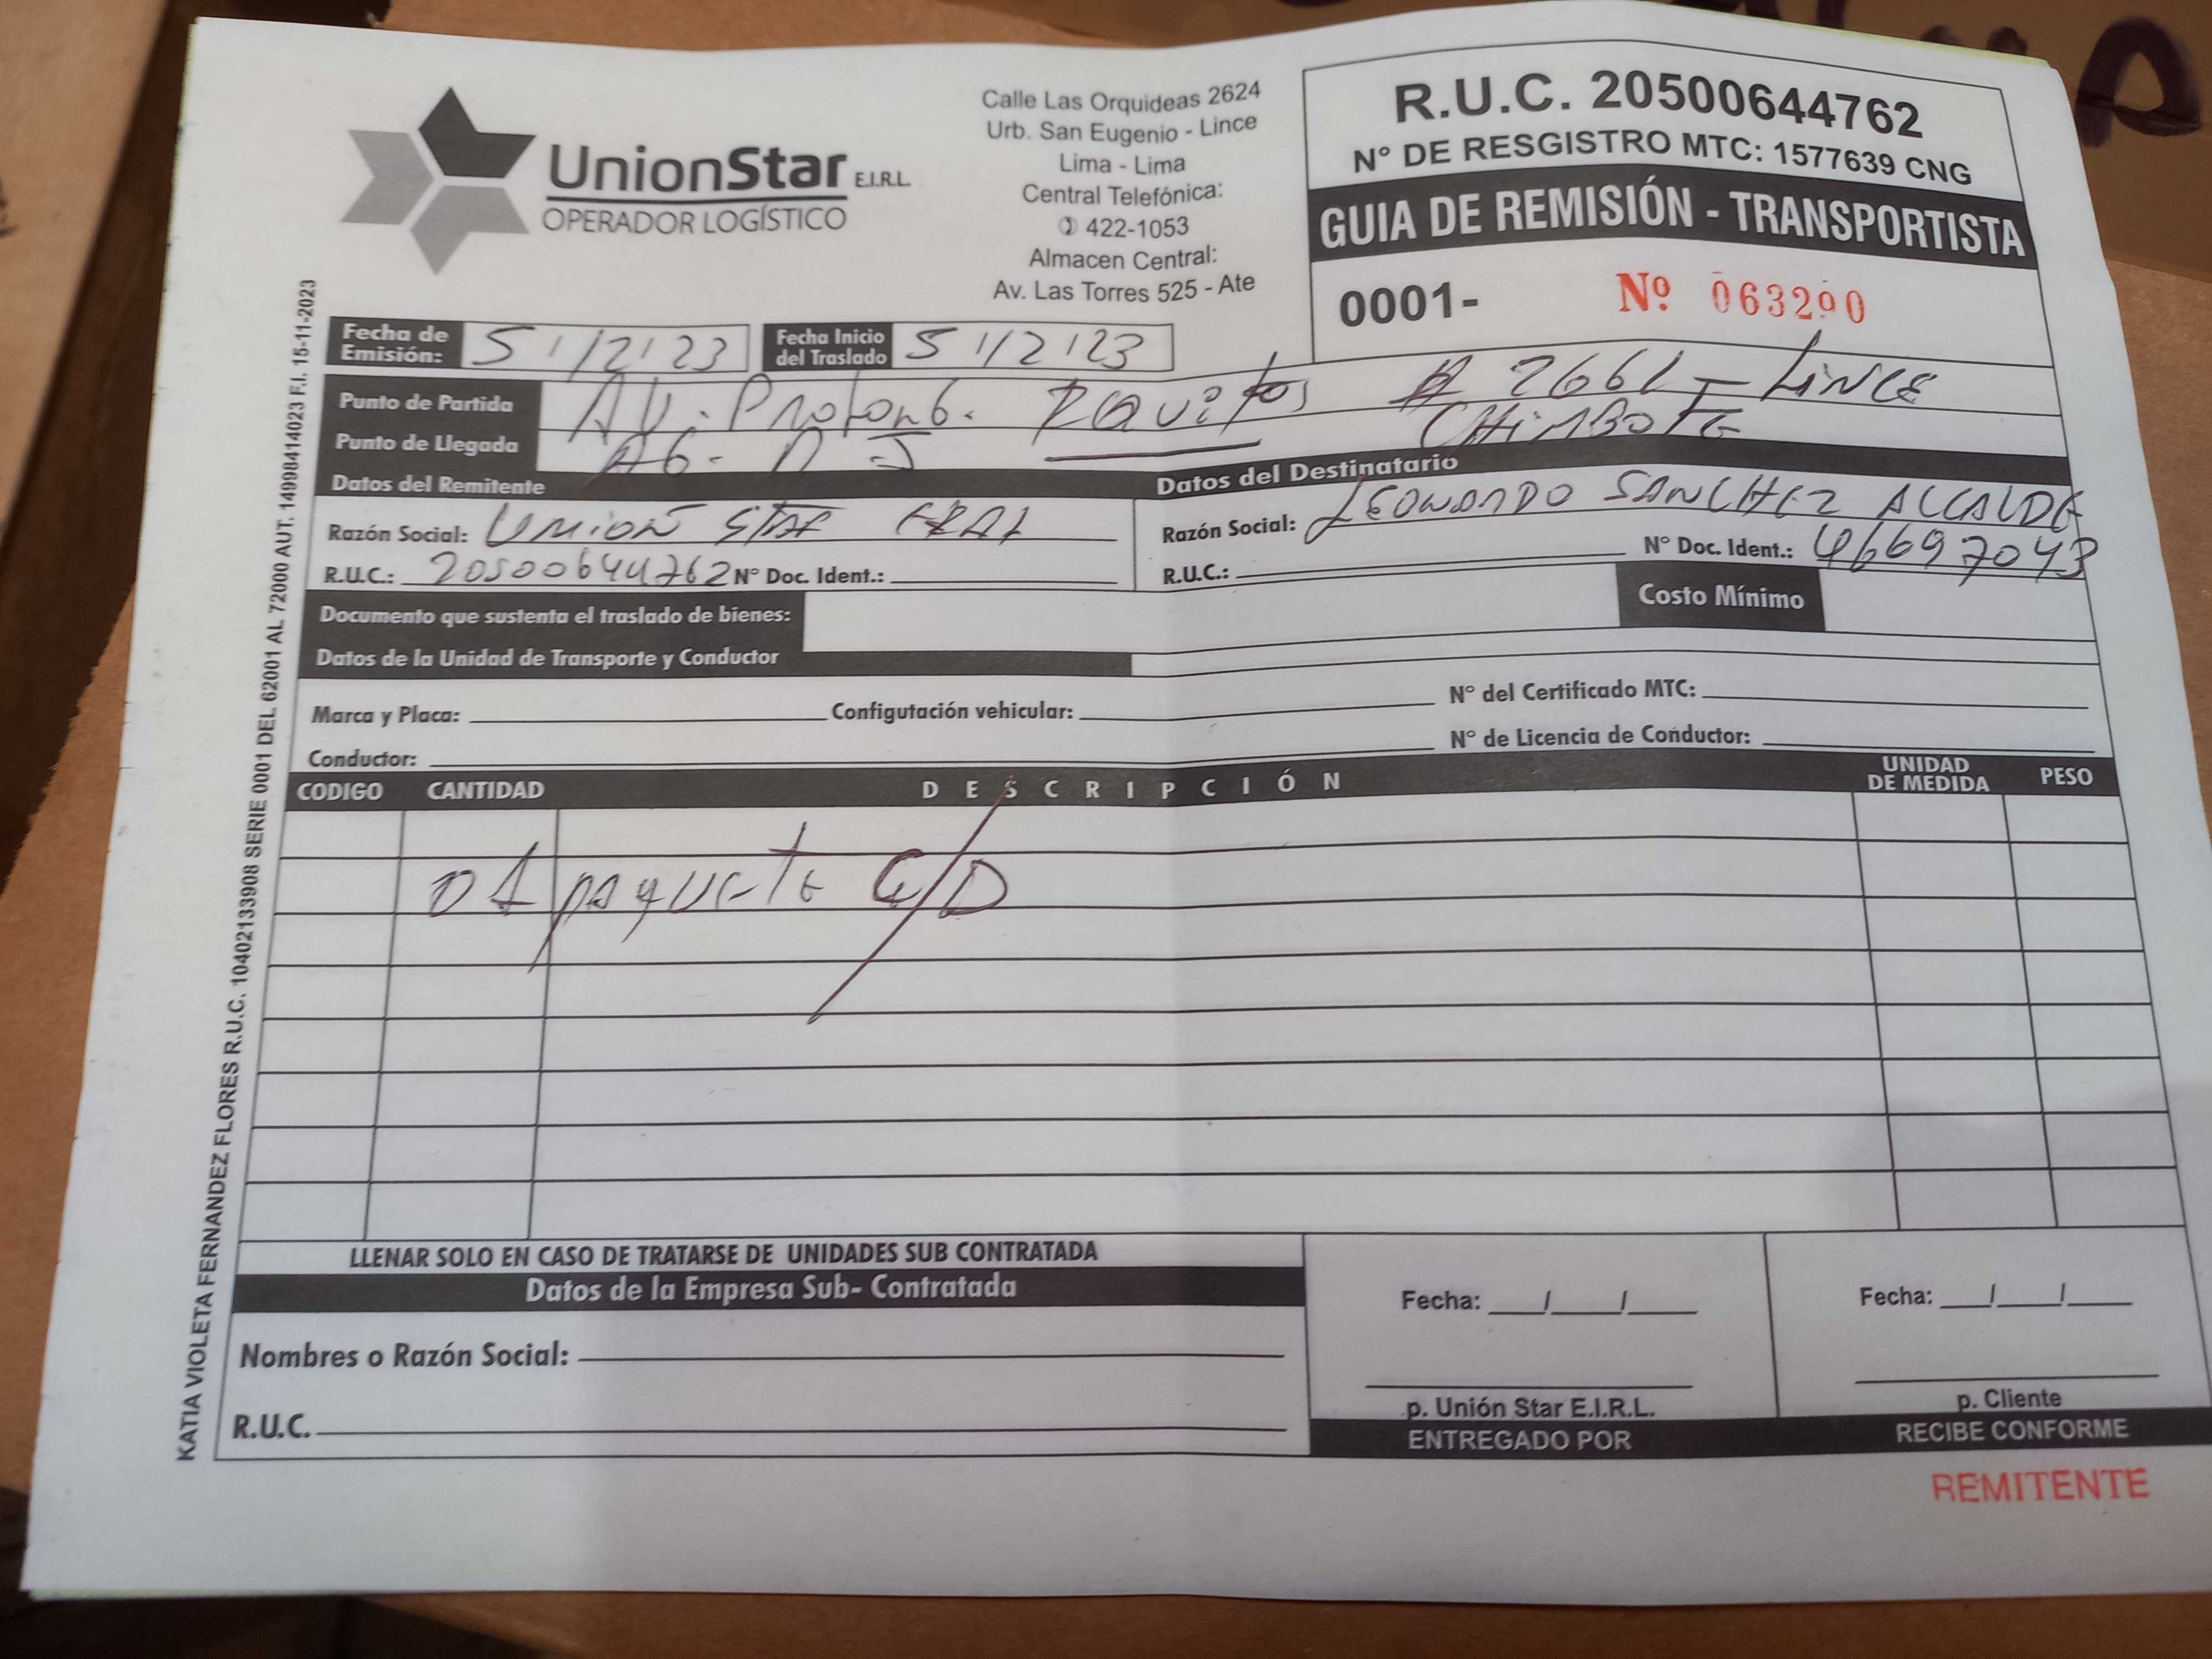 UnionStar E.I.R.L.
OPERADOR LOGÍSTICO
Calle Las Orquideas 2624
Urb. San Eugenio - Lince
Lima - Lima
Central Telefónica:
422-1053
Almacen Central:
Av. Las Torres 525 - Ate
R.U.C. 20500644762
N° DE RESGISTRO MTC: 1577639 CNG
GUIA DE REMISIÓN - TRANSPORTISTA
0001- Nº 063290
Fecha de Emisión: 5/12/23 Fecha Inicio del Traslado 5/12/23
Punto de Partida AV. Prolong. Iquitos # 2661 - LINCE
Punto de Llegada AG. CHIMBOTE
Datos del Remitente
Datos del Destinatario
Razón Social: UNION STAR EIRL
R.U.C.: 20500644762 N° Doc. Ident.:
Razón Social: LEONARDO SANCHEZ ALCALDE
R.U.C.: N° Doc. Ident.: 46697043
Documento que sustenta el traslado de bienes:
Costo Mínimo
Datos de la Unidad de Transporte y Conductor
Marca y Placa: Configutación vehicular: N° del Certificado MTC:
Conductor: N° de Licencia de Conductor:
CODIGO CANTIDAD DESCRIPCIÓN UNIDAD DE MEDIDA PESO
01 paquete C/D
LLENAR SOLO EN CASO DE TRATARSE DE UNIDADES SUB CONTRATADA
Datos de la Empresa Sub- Contratada
Nombres o Razón Social:
R.U.C.
Fecha: / /
p. Unión Star E.I.R.L.
ENTREGADO POR
Fecha: / /
p. Cliente
RECIBE CONFORME
REMITENTE
KATIA VIOLETA FERNANDEZ FLORES R.U.C. 10402133908 SERIE 0001 DEL 62001 AL 72000 AUT. 14998414023 F.I. 15-11-2023